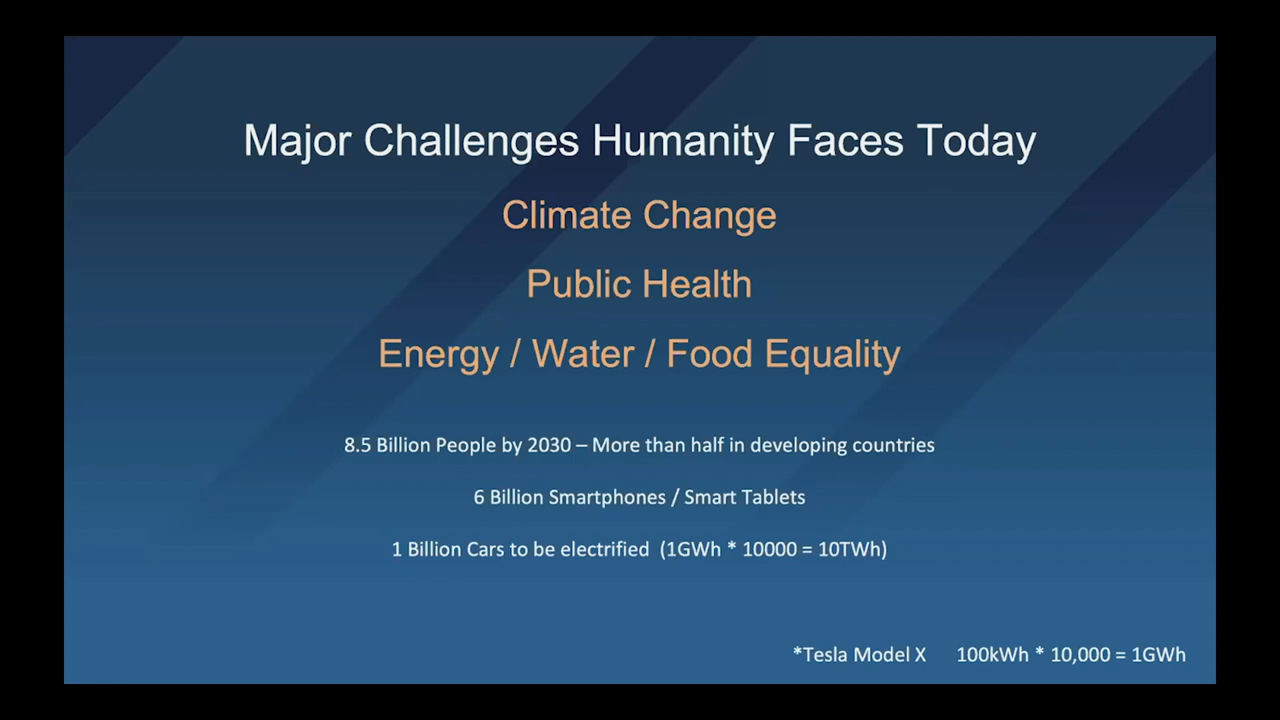 Major Challenges Humanity Faces Today
Climate Change
Public Health
Energy / Water / Food Equality
8.5 Billion People by 2030 – More than half in developing countries
6 Billion Smartphones / Smart Tablets
1 Billion Cars to be electrified (1GWh * 10000 = 10TWh)
*Tesla Model X 100kWh * 10,000 = 1GWh